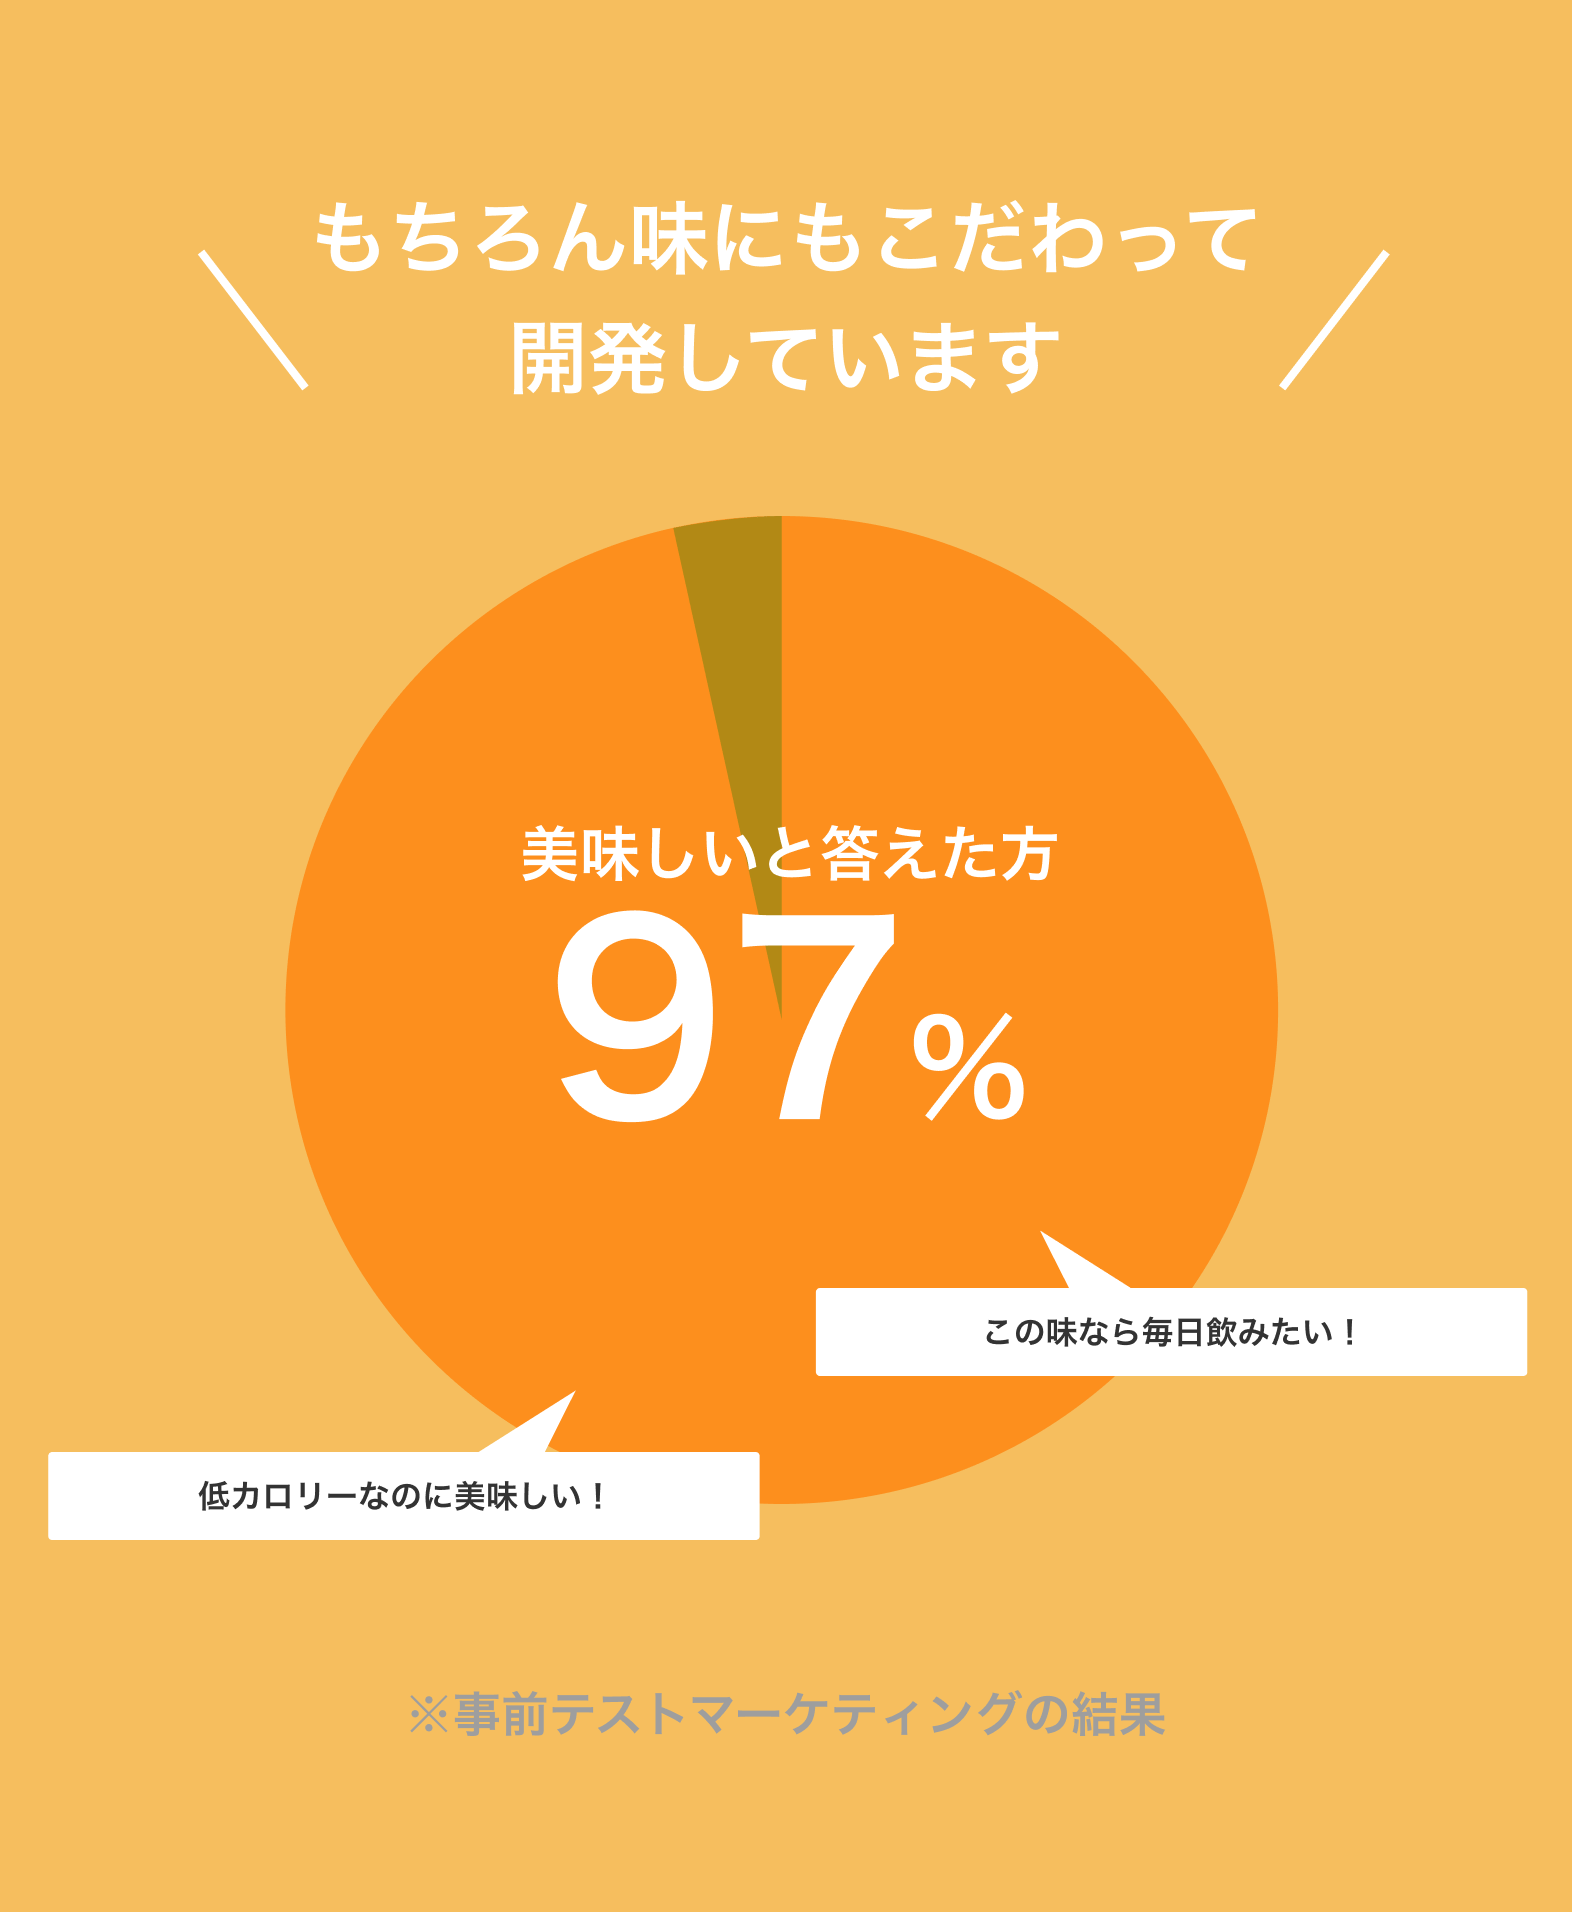 もちろん味にもこだわって
開発しています
美味しいと答えた方
97%
この味なら毎日飲みたい！
低カロリーなのに美味しい！
※事前テストマーケティングの結果